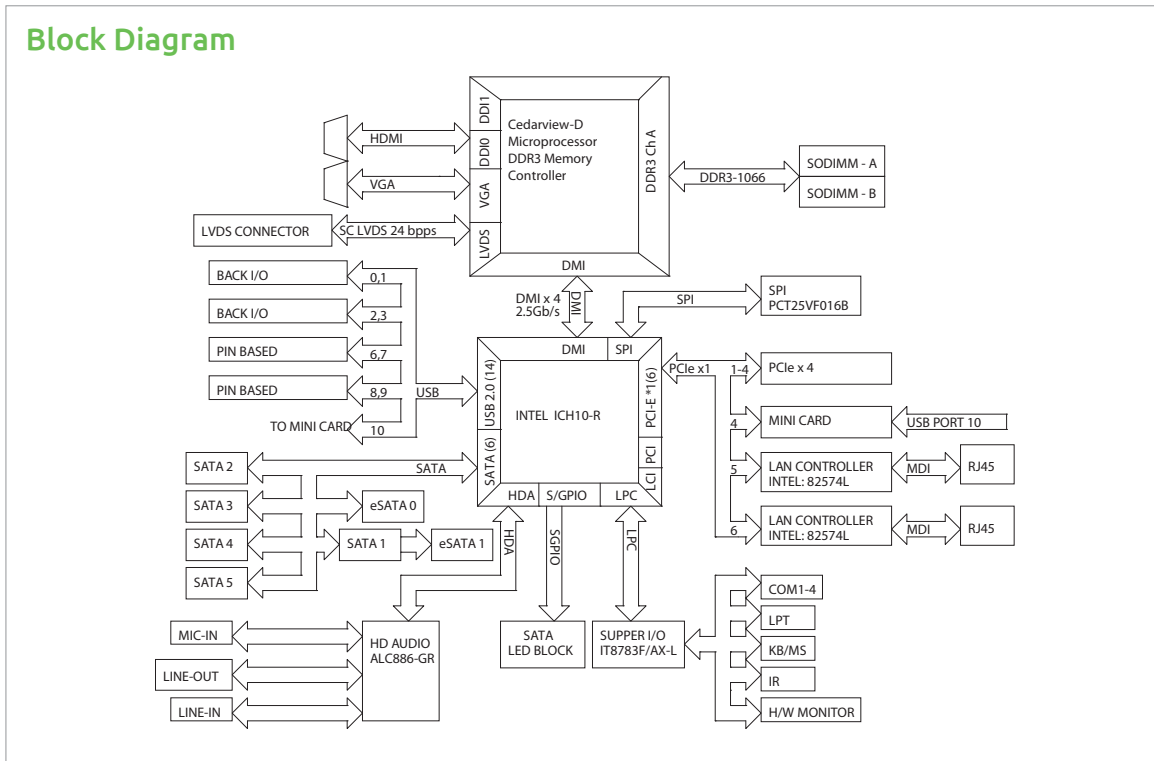 Block Diagram
DDI1
DDI0
VGA
LVDS
Cedarview-D
Microprocessor
DDR3 Memory
Controller
DDR3 Ch A
DMI
HDMI
VGA
LVDS CONNECTOR
SC LVDS 24 bpps
DDR3-1066
SODIMM - A
SODIMM - B
DMI x 4
2.5Gb/s
DMI
SPI
SPI
PCT25VF016B
BACK I/O
0,1
BACK I/O
2,3
PIN BASED
6,7
PIN BASED
8,9
TO MINI CARD
10
USB
USB 2.0 (14)
SATA (6)
DMI
SPI
INTEL ICH10-R
PCI-E *1(6)
PCI
LCI
HDA
S/GPIO
LPC
PCIe x1
1-4
PCIe x 4
4
MINI CARD
USB PORT 10
5
LAN CONTROLLER
INTEL: 82574L
MDI
RJ45
6
LAN CONTROLLER
INTEL: 82574L
MDI
RJ45
SATA 2
SATA
SATA 3
eSATA 0
SATA 4
SATA 1
eSATA 1
SATA 5
HDA
SGPIO
LPC
MIC-IN
LINE-OUT
LINE-IN
HD AUDIO
ALC886-GR
SATA
LED BLOCK
SUPPER I/O
IT8783F/AX-L
COM1-4
LPT
KB/MS
IR
H/W MONITOR